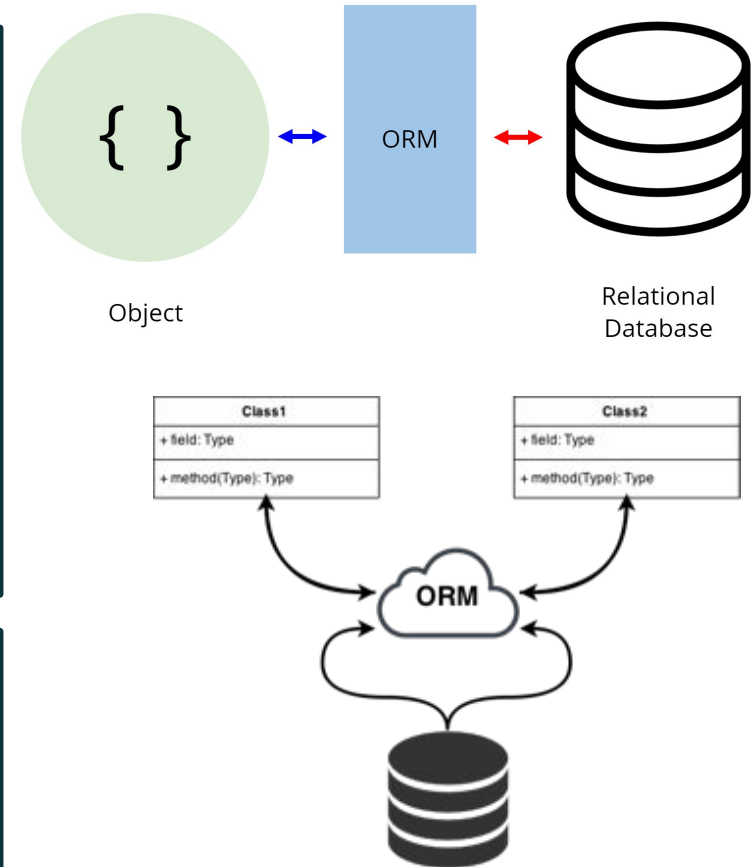 { }
ORM
Object
Relational
Database
Class1
+ field: Type
+ method(Type): Type
Class2
+ field: Type
+ method(Type): Type
ORM